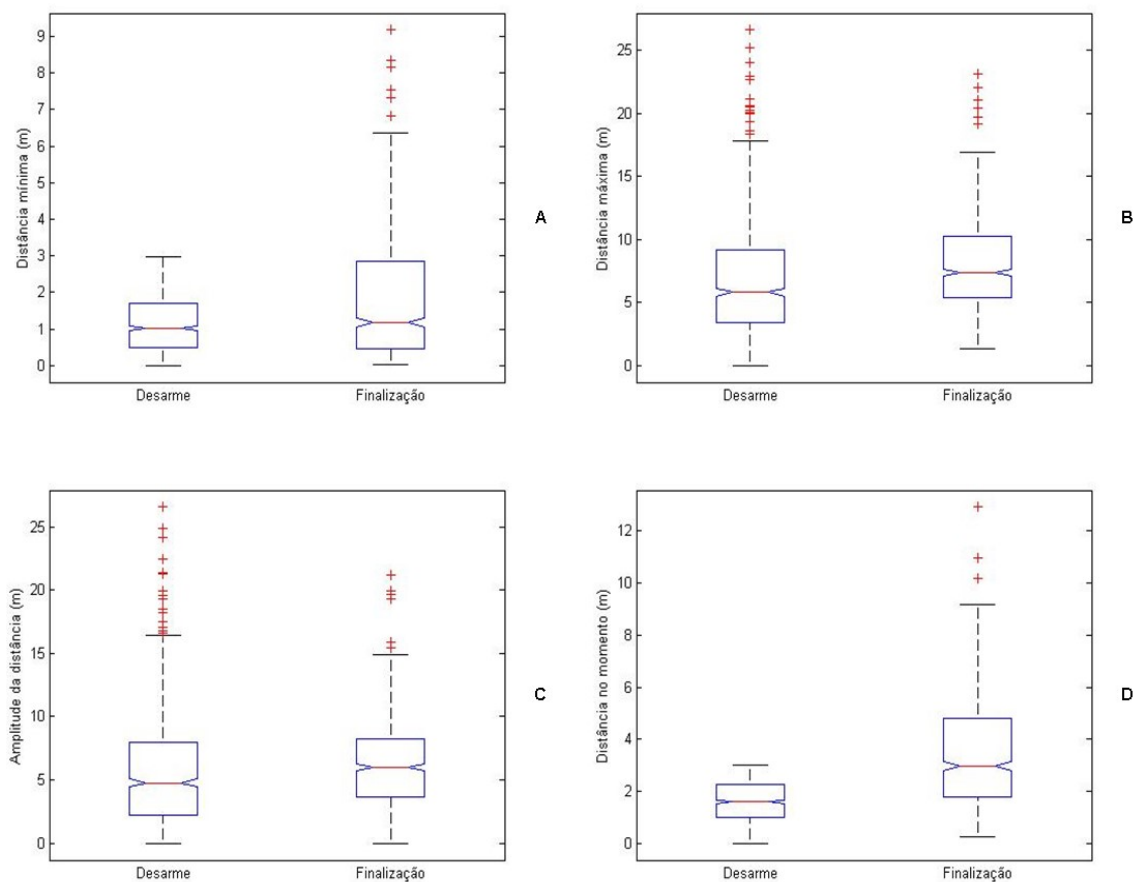 Distância mínima (m)
9
8
7
6
5
4
3
2
1
0
Desarme Finalização
A
Distância máxima (m)
25
20
15
10
5
0
Desarme Finalização
B
Amplitude da distância (m)
25
20
15
10
5
0
Desarme Finalização
C
Distância no momento (m)
12
10
8
6
4
2
0
Desarme Finalização
D